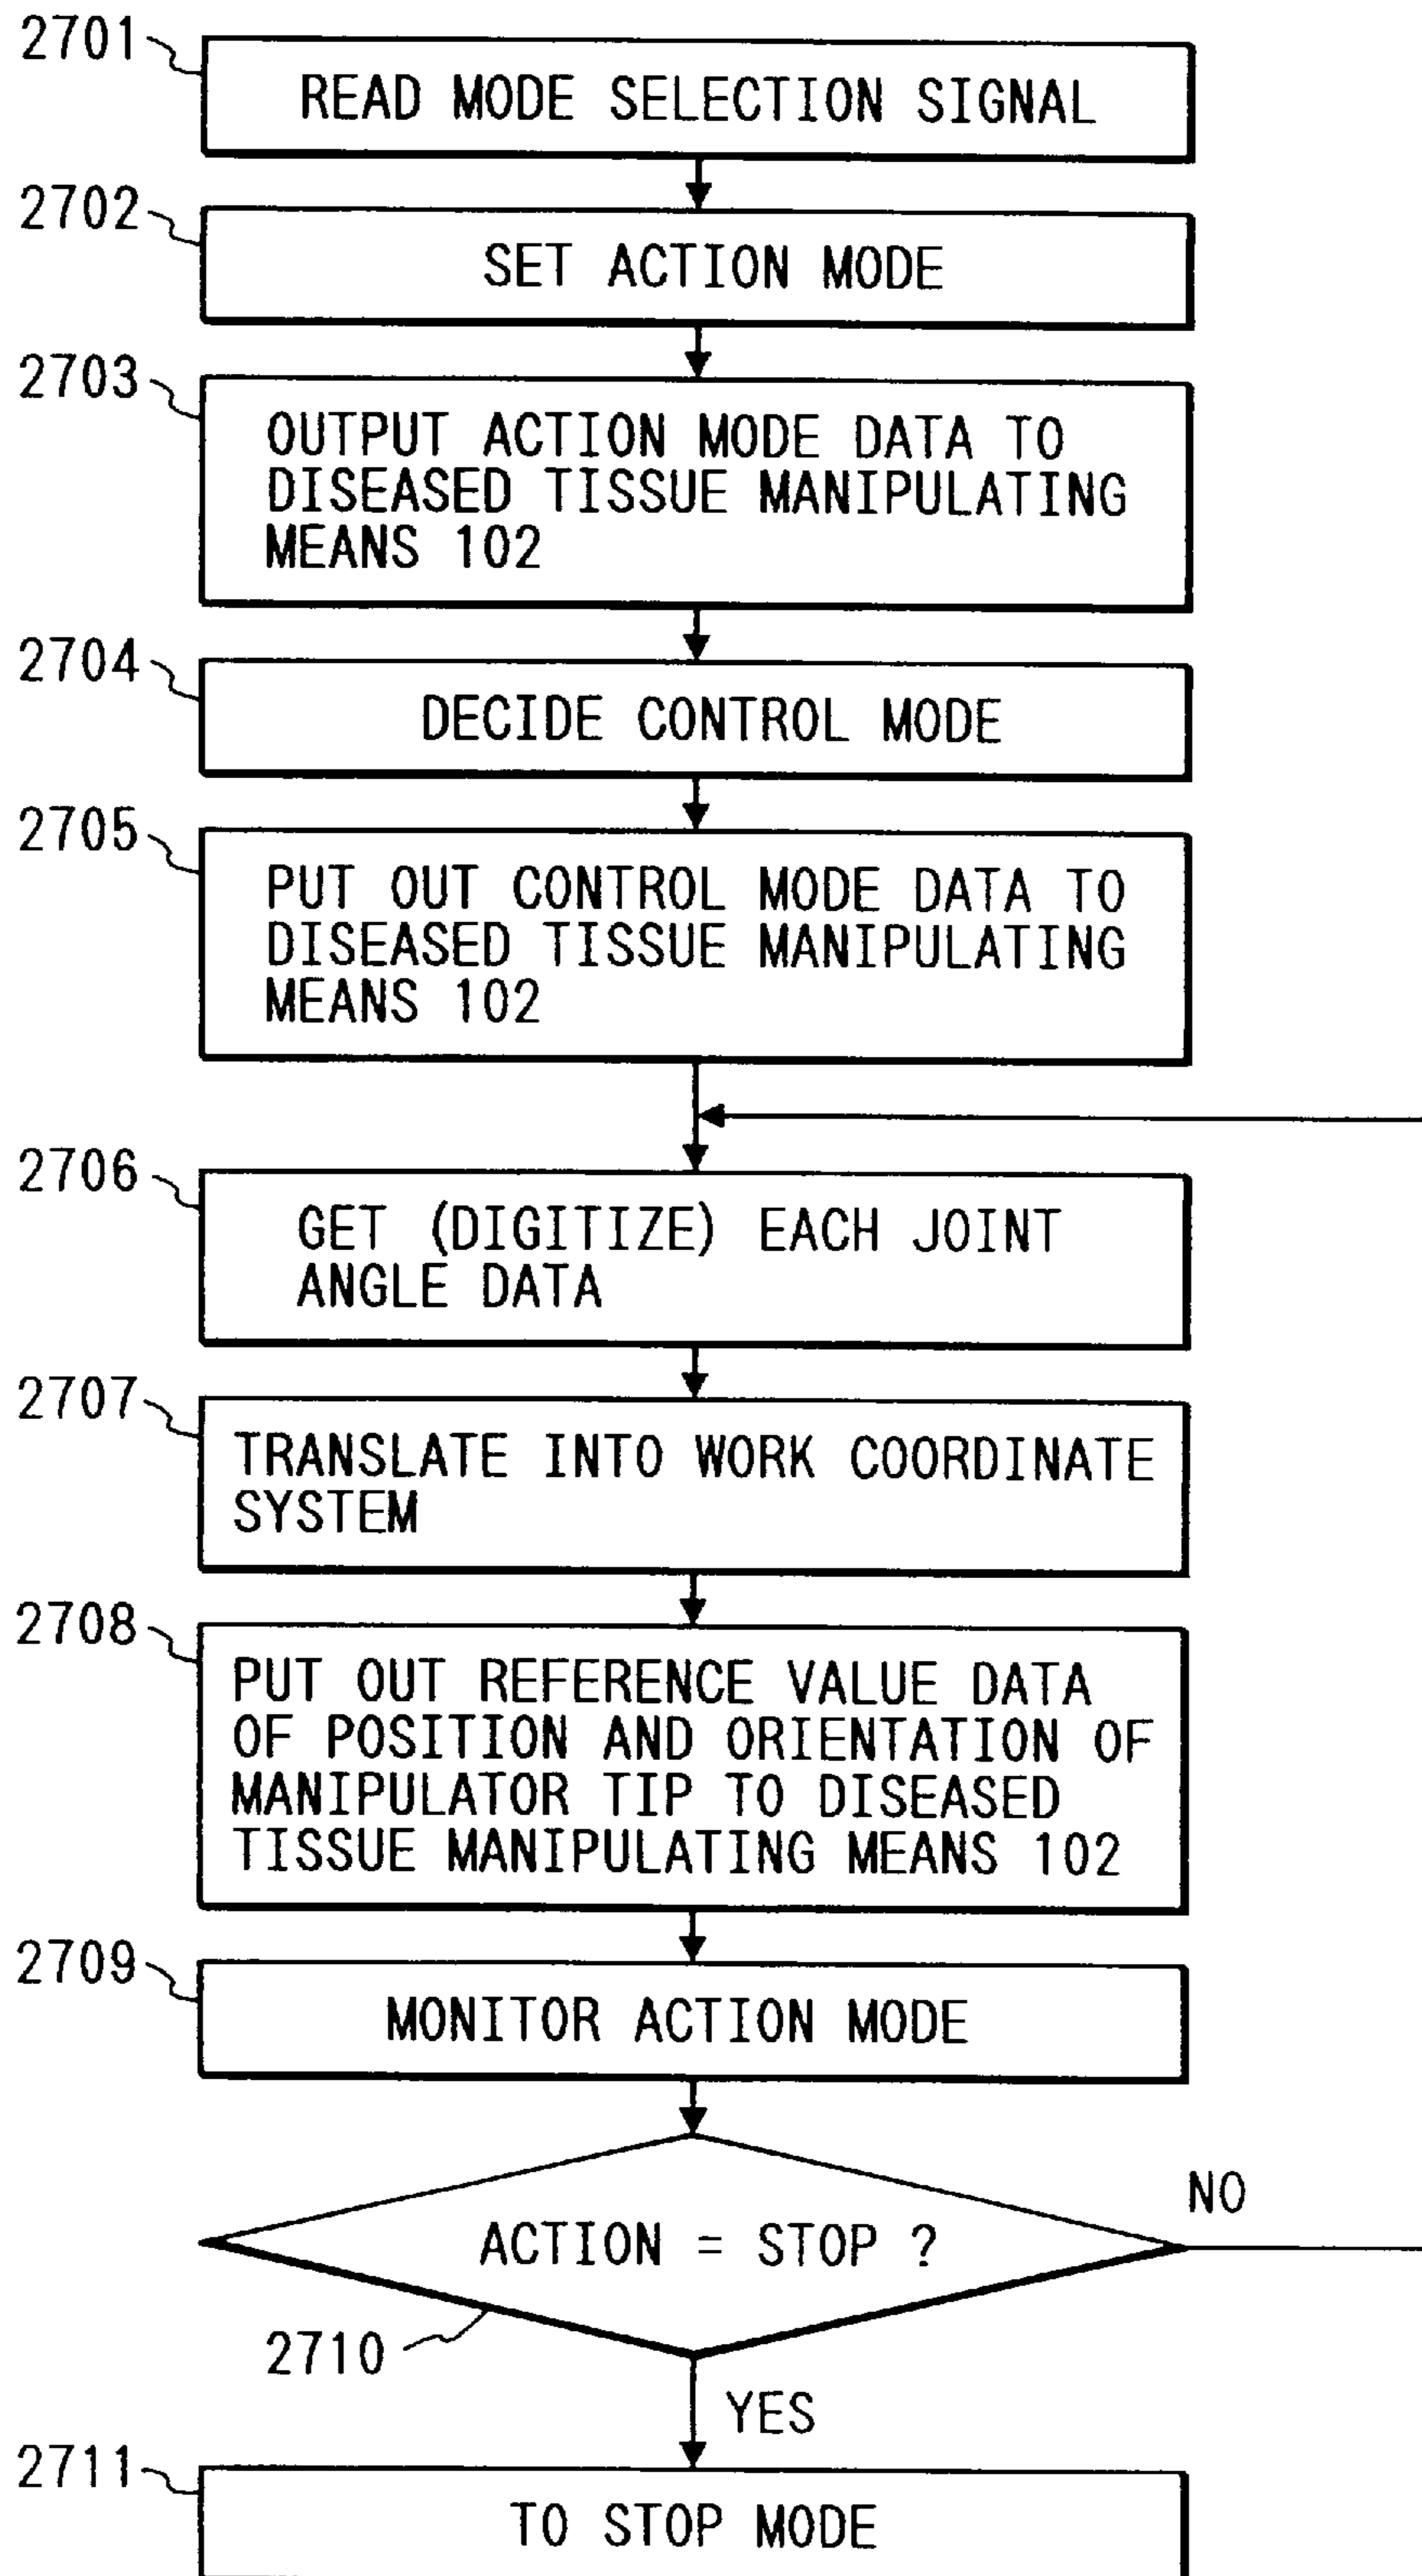 2701
READ MODE SELECTION SIGNAL
2702
SET ACTION MODE
2703
OUTPUT ACTION MODE DATA TO
DISEASED TISSUE MANIPULATING
MEANS 102
2704
DECIDE CONTROL MODE
2705
PUT OUT CONTROL MODE DATA TO
DISEASED TISSUE MANIPULATING
MEANS 102
2706
GET (DIGITIZE) EACH JOINT
ANGLE DATA
2707
TRANSLATE INTO WORK COORDINATE
SYSTEM
2708
PUT OUT REFERENCE VALUE DATA
OF POSITION AND ORIENTATION OF
MANIPULATOR TIP TO DISEASED
TISSUE MANIPULATING MEANS 102
2709
MONITOR ACTION MODE
NO
ACTION = STOP ?
2710
YES
2711
TO STOP MODE